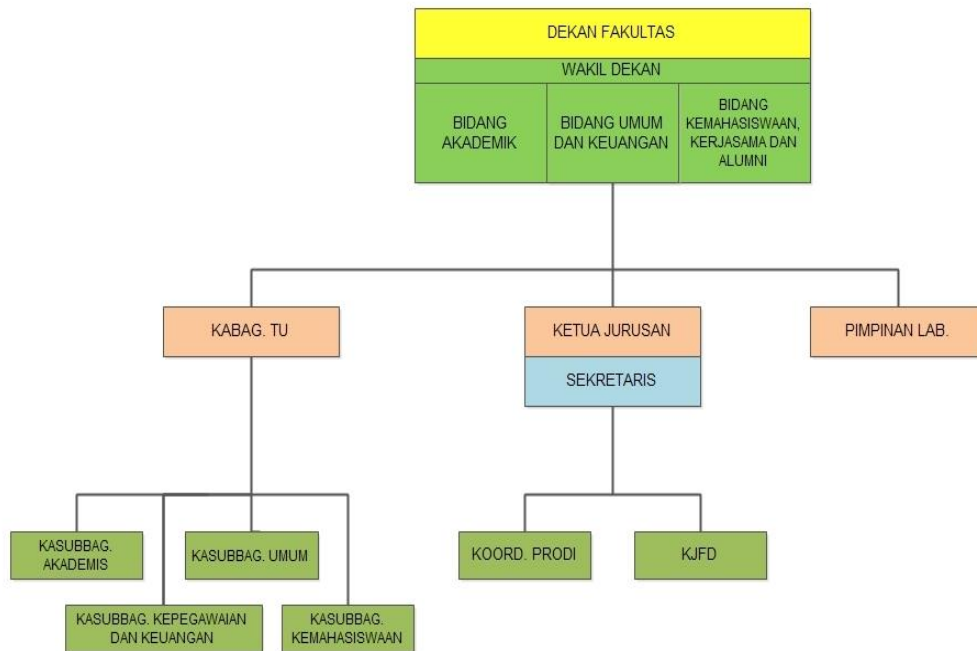 DEKAN FAKULTAS
WAKIL DEKAN
BIDANG
AKADEMIK
BIDANG UMUM
DAN KEUANGAN
BIDANG
KEMAHASISWAAN,
KERJASAMA DAN
ALUMNI
KABAG. TU
KETUA JURUSAN
SEKRETARIS
PIMPINAN LAB.
KASUBBAG.
AKADEMIS
KASUBBAG. UMUM
KASUBBAG. KEPEGAWAIAN
DAN KEUANGAN
KASUBBAG.
KEMAHASISWAAN
KOORD. PRODI
KJFD